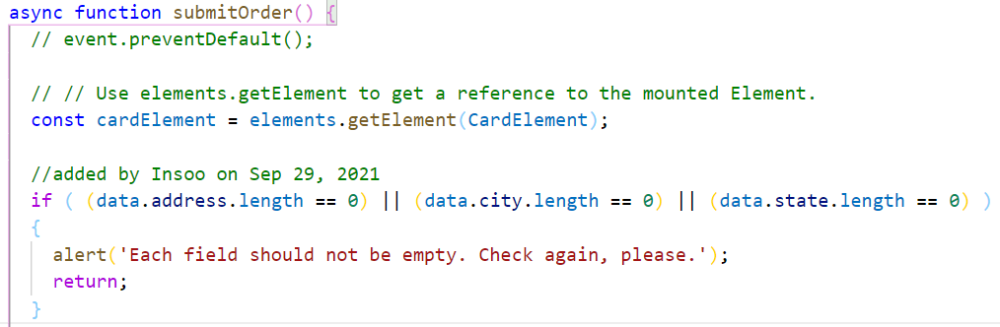 async function submitOrder() {
// event.preventDefault();
// // Use elements.getElement to get a reference to the mounted Element.
const cardElement = elements.getElement(CardElement);
//added by Insoo on Sep 29, 2021
if ( (data.address.length == 0) || (data.city.length == 0) || (data.state.length == 0) )
{
alert('Each field should not be empty. Check again, please.');
return;
}